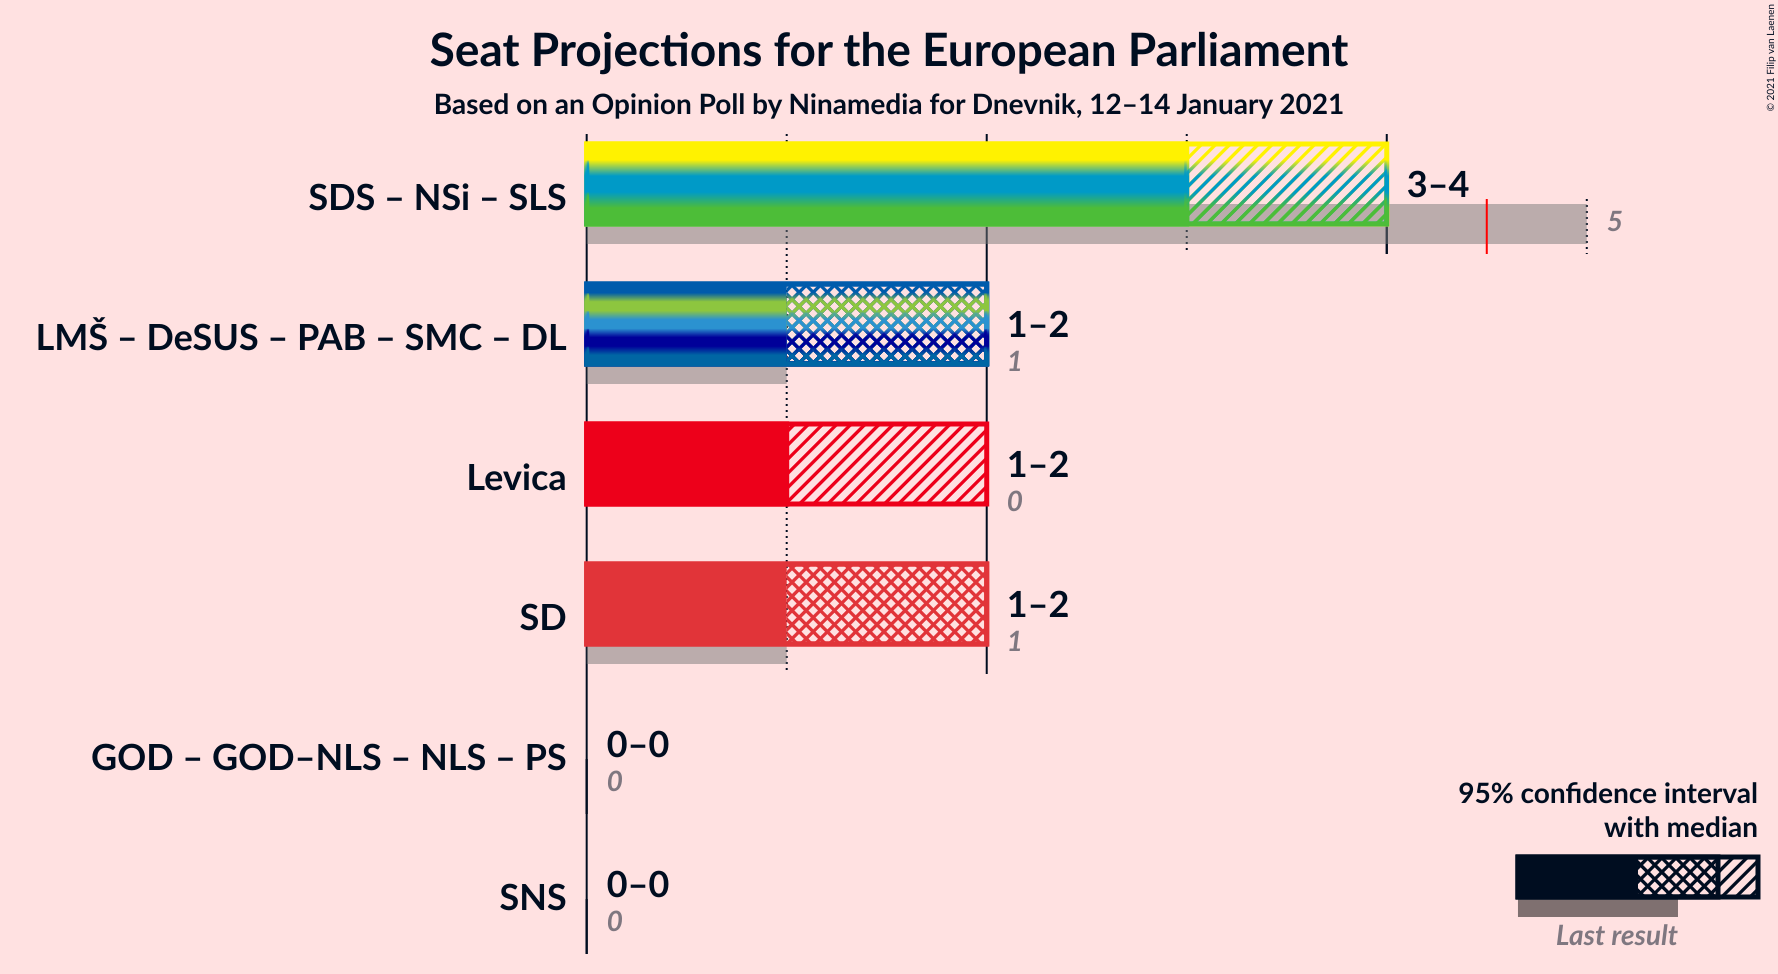 Seat Projections for the European Parliament
Based on an Opinion Poll by Ninamedia for Dnevnik, 12–14 January 2021
© 2021 Filip van Laenen
SDS – NSi – SLS
3–4
5
LMŠ – DeSUS – PAB – SMC – DL
1–2
1
Levica
1–2
0
SD
1–2
1
GOD – GOD–NLS – NLS – PS
0–0
0
SNS
0–0
0
95% confidence interval
with median
Last result